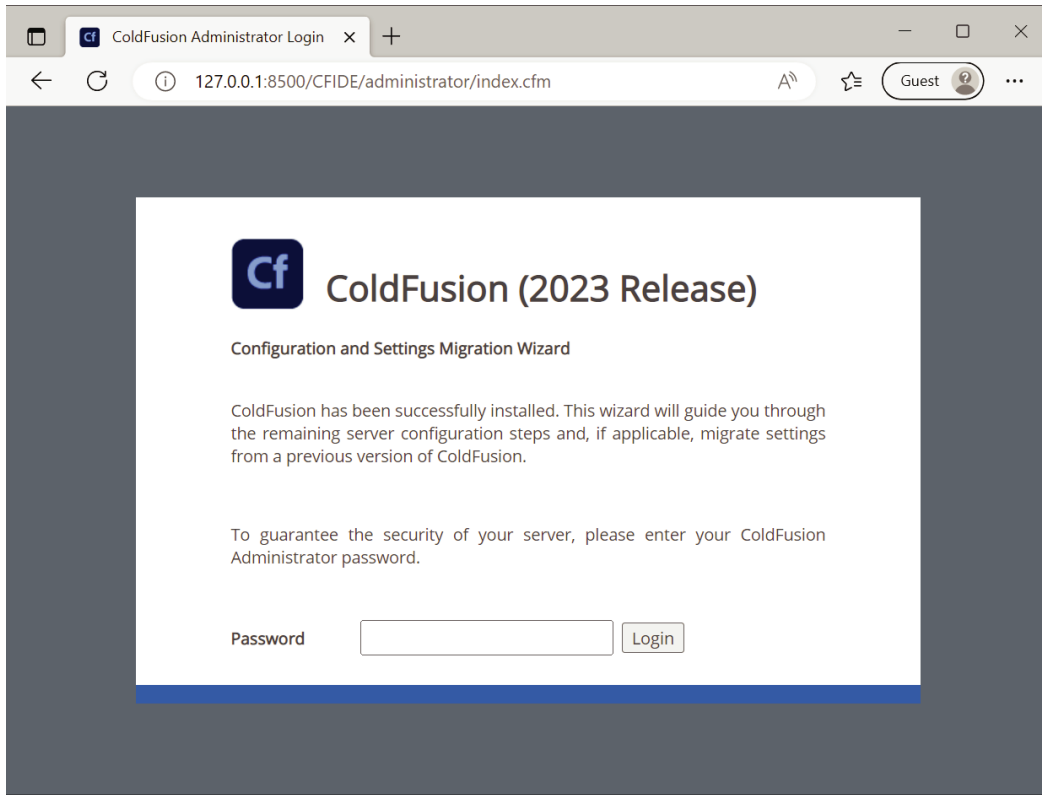 Cf ColdFusion Administrator Login
127.0.0.1:8500/CFIDE/administrator/index.cfm A Guest
Cf
ColdFusion (2023 Release)
Configuration and Settings Migration Wizard
ColdFusion has been successfully installed. This wizard will guide you through
the remaining server configuration steps and, if applicable, migrate settings
from a previous version of ColdFusion.
To guarantee the security of your server, please enter your ColdFusion
Administrator password.
Password Login